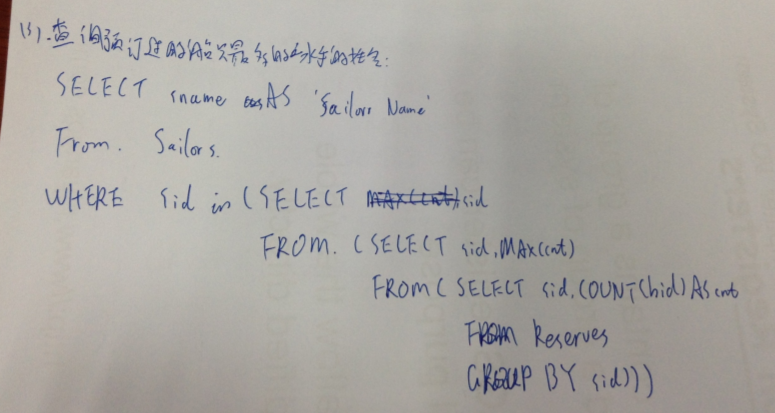 (3).查询预订过的船只最多的水手的姓名:
SELECT sname AS 'Sailors Name'
From. Sailors.
WHERE sid in (SELECT MAX(cnt),sid
FROM. (SELECT sid,MAX(cnt)
FROM( SELECT sid,COUNT(bid) AS cnt
FROM Reserves
GROUP BY sid)))